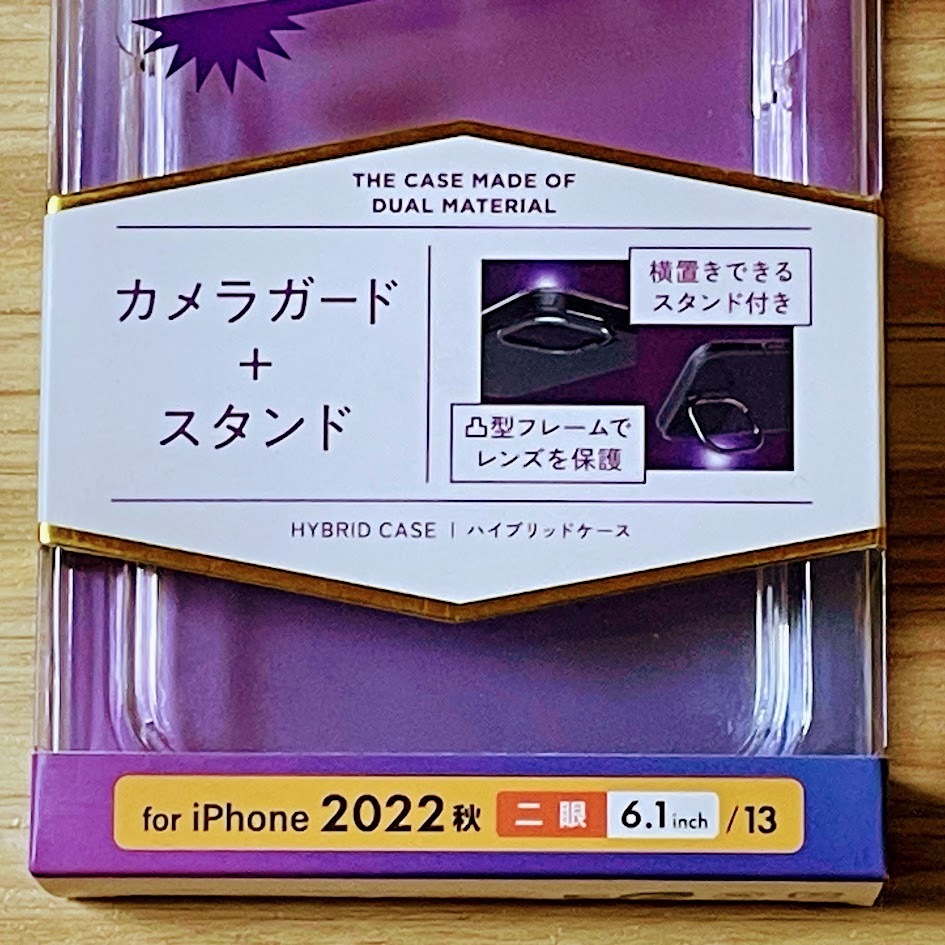 THE CASE MADE OF
DUAL MATERIAL
カメラガード
+
スタンド
横置きできる
スタンド付き
凸型フレームで
レンズを保護
HYBRID CASE | ハイブリッドケース
for iPhone 2022秋 二眼 6.1inch /13